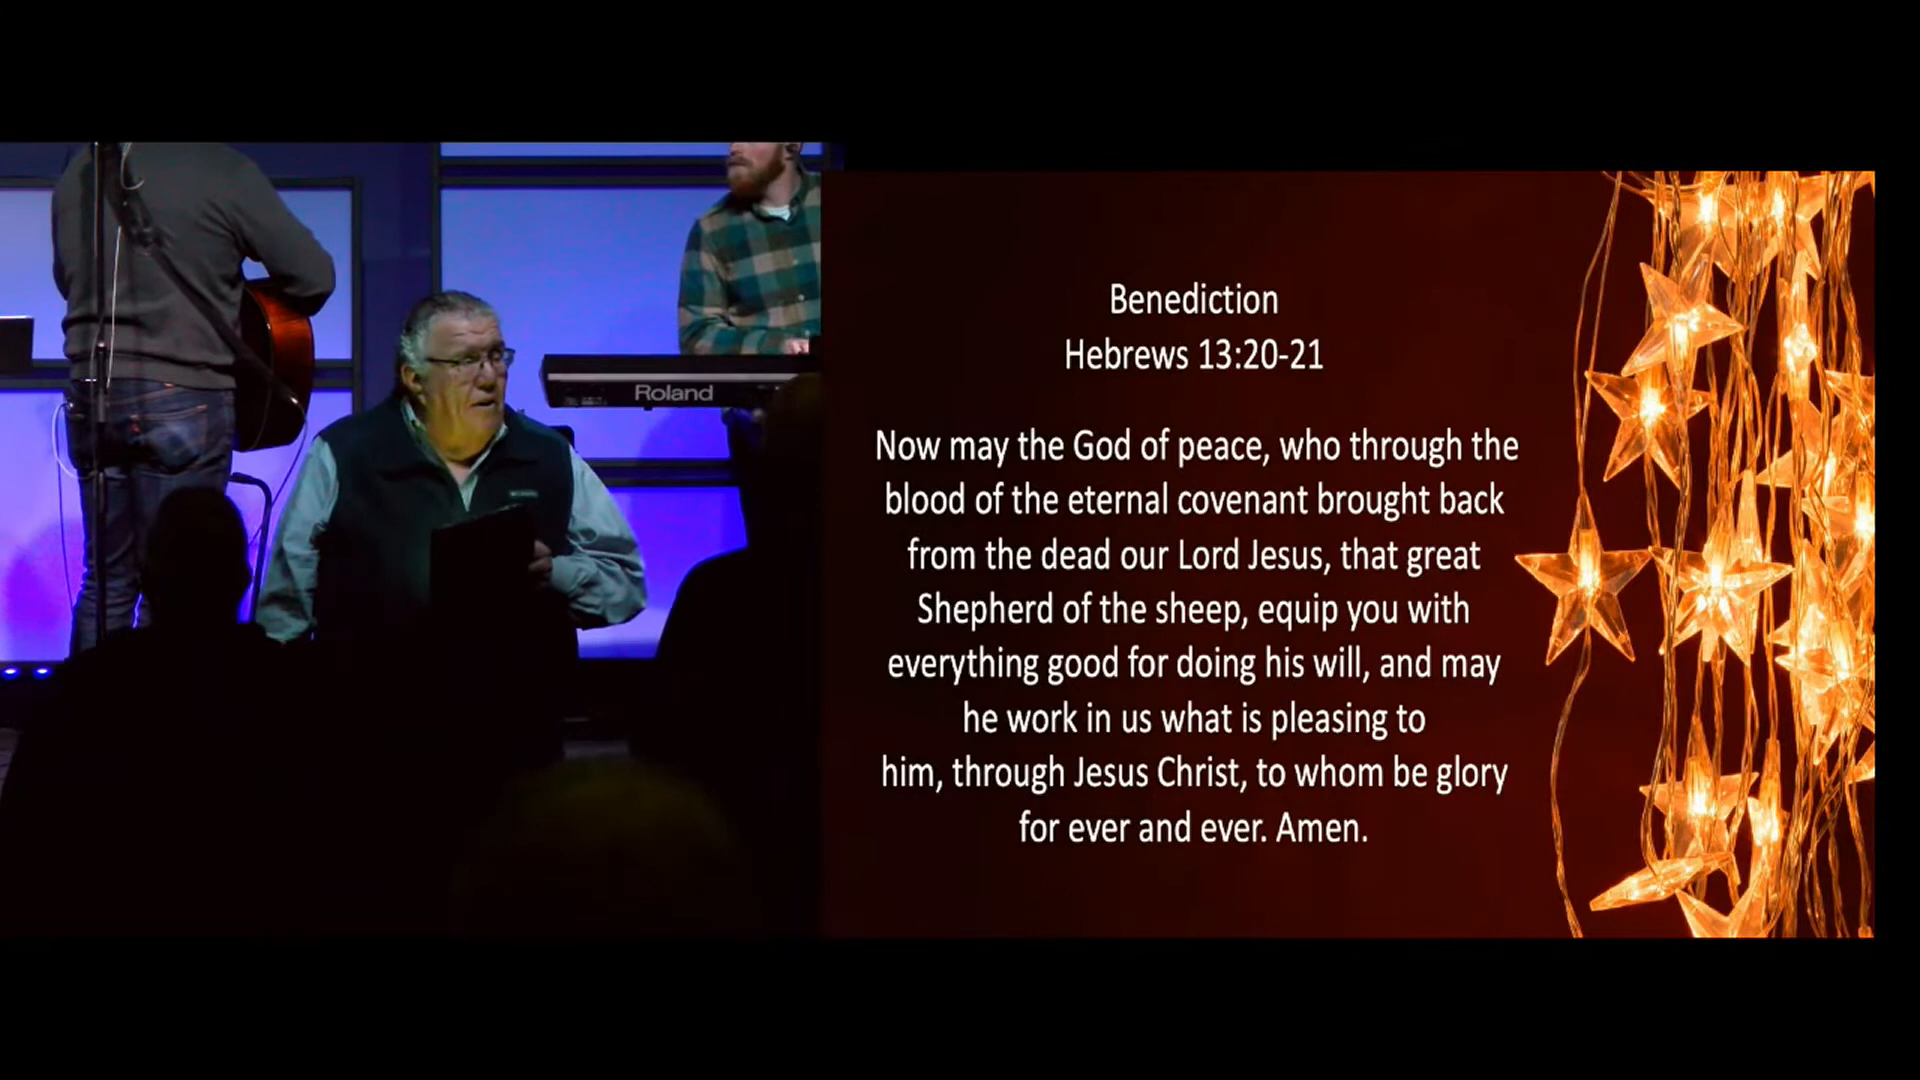 Roland
Benediction
Hebrews 13:20-21
Now may the God of peace, who through the
blood of the eternal covenant brought back
from the dead our Lord Jesus, that great
Shepherd of the sheep, equip you with
everything good for doing his will, and may
he work in us what is pleasing to
him, through Jesus Christ, to whom be glory
for ever and ever. Amen.